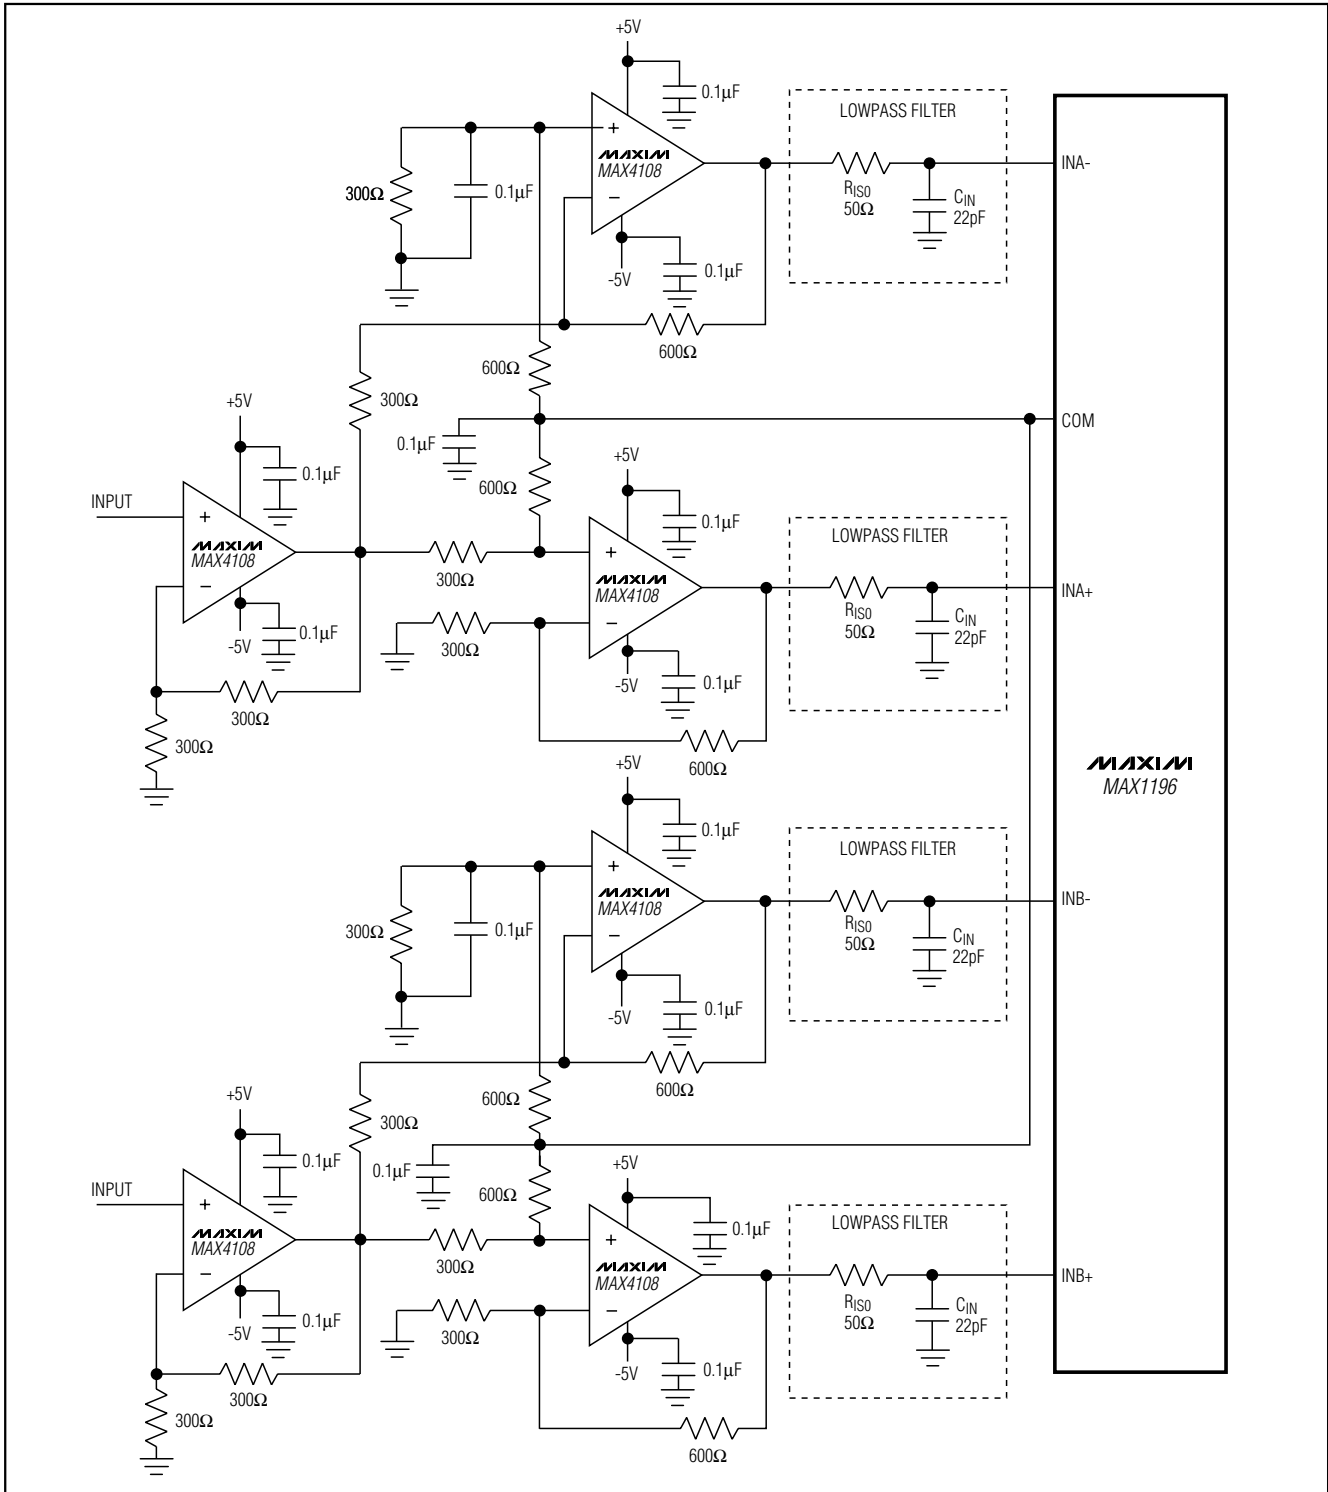 +5V
0.1µF
LOWPASS FILTER
+
MAXIM
MAX4108
INA-
300Ω
0.1µF
−
RISO
50Ω
CIN
22pF
-5V
0.1µF
600Ω
600Ω
300Ω
+5V
COM
0.1µF
0.1µF
+5V
600Ω
INPUT
0.1µF
LOWPASS FILTER
+
MAXIM
MAX4108
+
300Ω
MAXIM
MAX4108
INA+
−
RISO
50Ω
CIN
22pF
0.1µF
-5V
−
300Ω
-5V
0.1µF
300Ω
300Ω
600Ω
+5V
MAXIM
MAX1196
0.1µF
LOWPASS FILTER
+
MAXIM
MAX4108
INB-
300Ω
0.1µF
−
RISO
50Ω
CIN
22pF
-5V
0.1µF
600Ω
600Ω
+5V
300Ω
0.1µF
0.1µF
+5V
600Ω
INPUT
+
0.1µF
LOWPASS FILTER
MAXIM
MAX4108
+
300Ω
MAXIM
MAX4108
INB+
−
−
RISO
50Ω
CIN
22pF
-5V
0.1µF
300Ω
-5V
0.1µF
300Ω
300Ω
600Ω